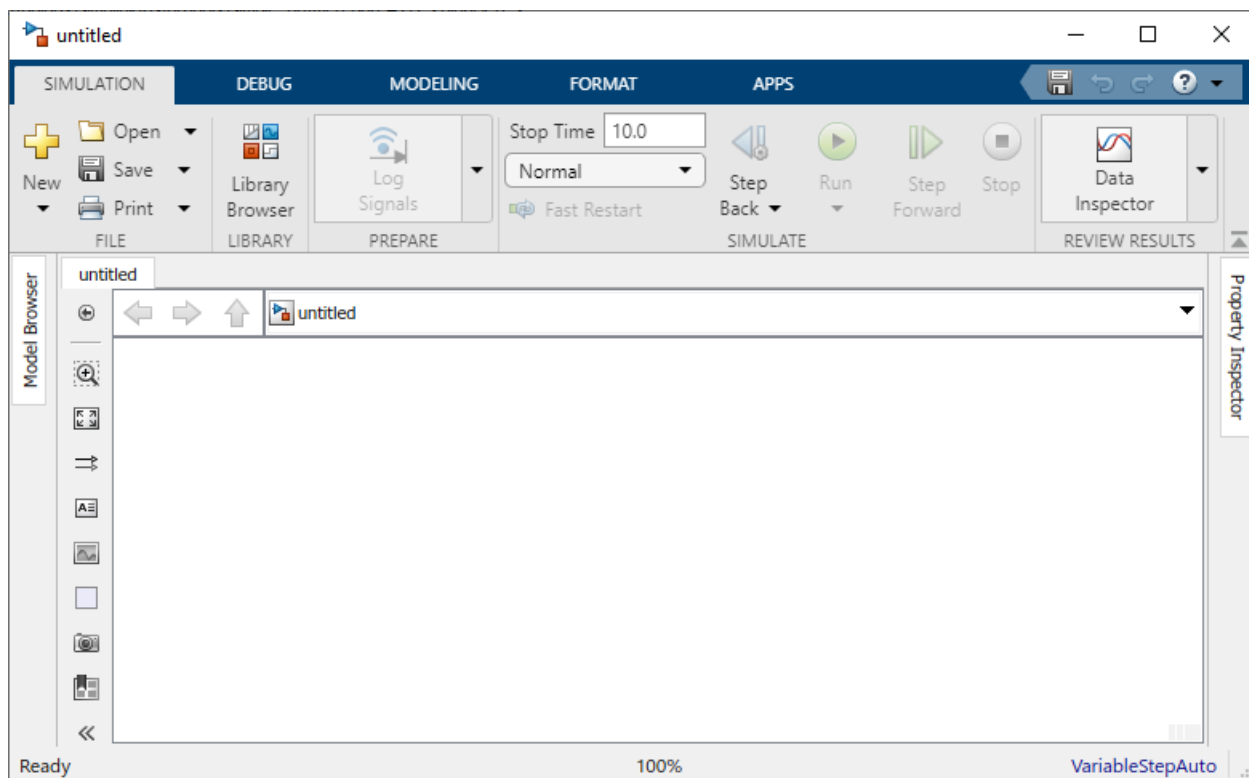 untitled
SIMULATION DEBUG MODELING FORMAT APPS
New
Open
Save
Print
FILE
Library
Browser
LIBRARY
Log
Signals
PREPARE
Stop Time 10.0
Normal
Fast Restart
Step
Back
Run
Step
Forward
Stop
SIMULATE
Data
Inspector
REVIEW RESULTS
Model Browser
untitled
untitled
Property Inspector
Ready 100% VariableStepAuto